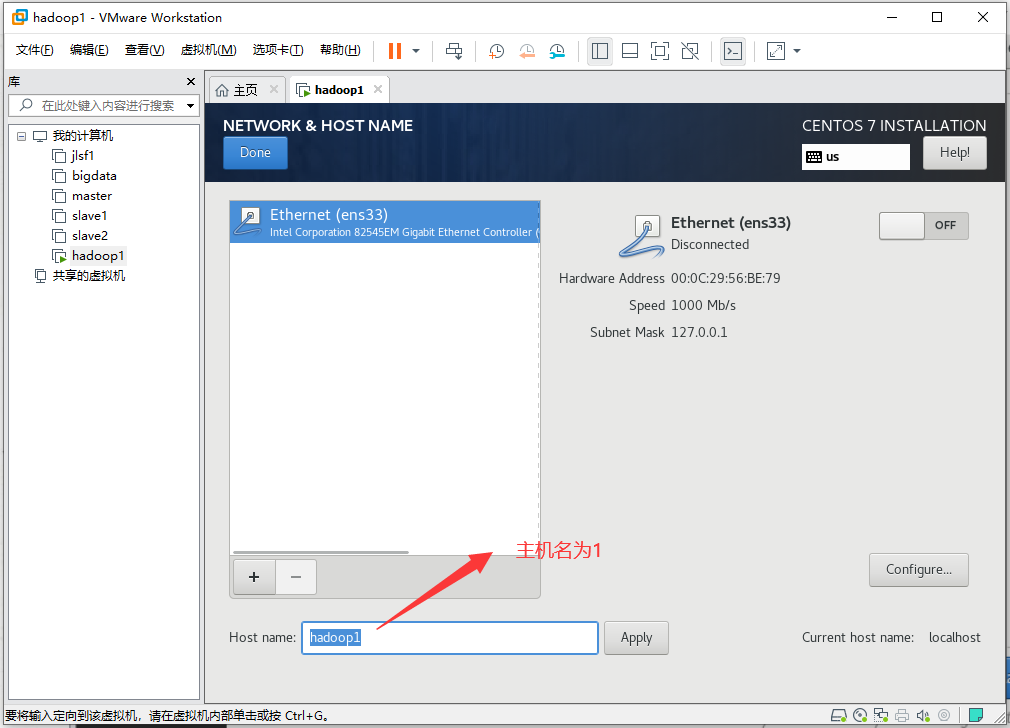 hadoop1 - VMware Workstation
文件(F) 编辑(E) 查看(V) 虚拟机(M) 选项卡(T) 帮助(H)
库
在此处键入内容进行搜索
我的计算机
jlsf1
bigdata
master
slave1
slave2
hadoop1
共享的虚拟机
主页 hadoop1
NETWORK & HOST NAME
Done
CENTOS 7 INSTALLATION
us
Help!
Ethernet (ens33)
Intel Corporation 82545EM Gigabit Ethernet Controller (
Ethernet (ens33)
Disconnected
OFF
Hardware Address 00:0C:29:56:BE:79
Speed 1000 Mb/s
Subnet Mask 127.0.0.1
主机名为1
+ −
Configure...
Host name: hadoop1 Apply
Current host name: localhost
要将输入定向到该虚拟机，请在虚拟机内部单击或按 Ctrl+G。